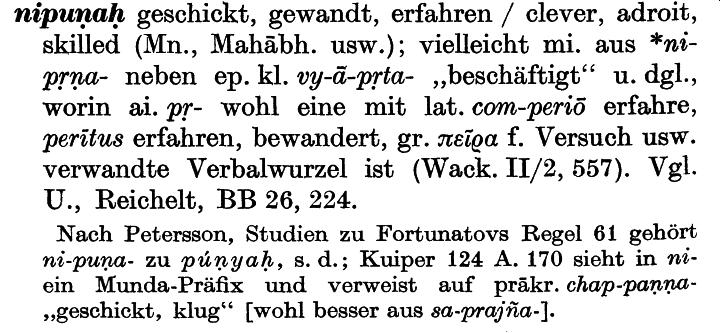 nipuṇaḥ geschickt, gewandt, erfahren / clever, adroit,
skilled (Mn., Mahābh. usw.); vielleicht mi. aus *ni-
pṛṇa- neben ep. kl. vy-ā-pṛta- „beschäftigt“ u. dgl.,
worin ai. pṛ- wohl eine mit lat. com-periō erfahre,
perītus erfahren, bewandert, gr. πεῖρα f. Versuch usw.
verwandte Verbalwurzel ist (Wack. II/2, 557). Vgl.
U., Reichelt, BB 26, 224.
Nach Petersson, Studien zu Fortunatovs Regel 61 gehört
ni-puṇa- zu púṇyaḥ, s. d.; Kuiper 124 A. 170 sieht in ni-
ein Munda-Präfix und verweist auf prākr. chap-paṇṇa-
„geschickt, klug“ [wohl besser aus sa-prajña-].